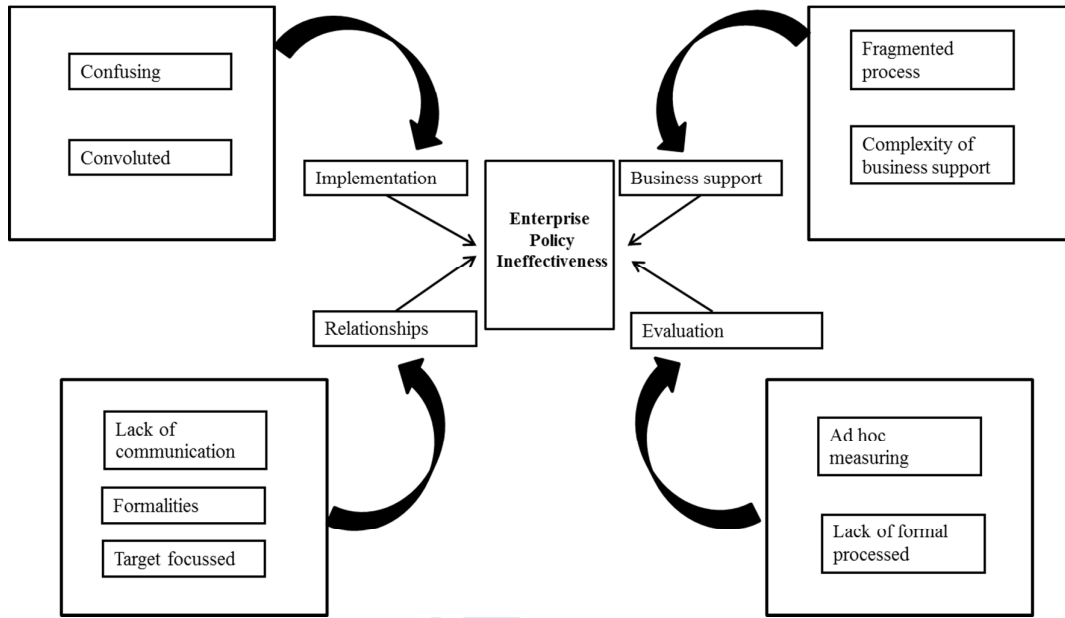 Confusing
Convoluted
Fragmented
process
Complexity of
business support
Implementation
Enterprise
Policy
Ineffectiveness
Business support
Relationships
Evaluation
Lack of
communication
Formalities
Target focussed
Ad hoc
measuring
Lack of formal
processed